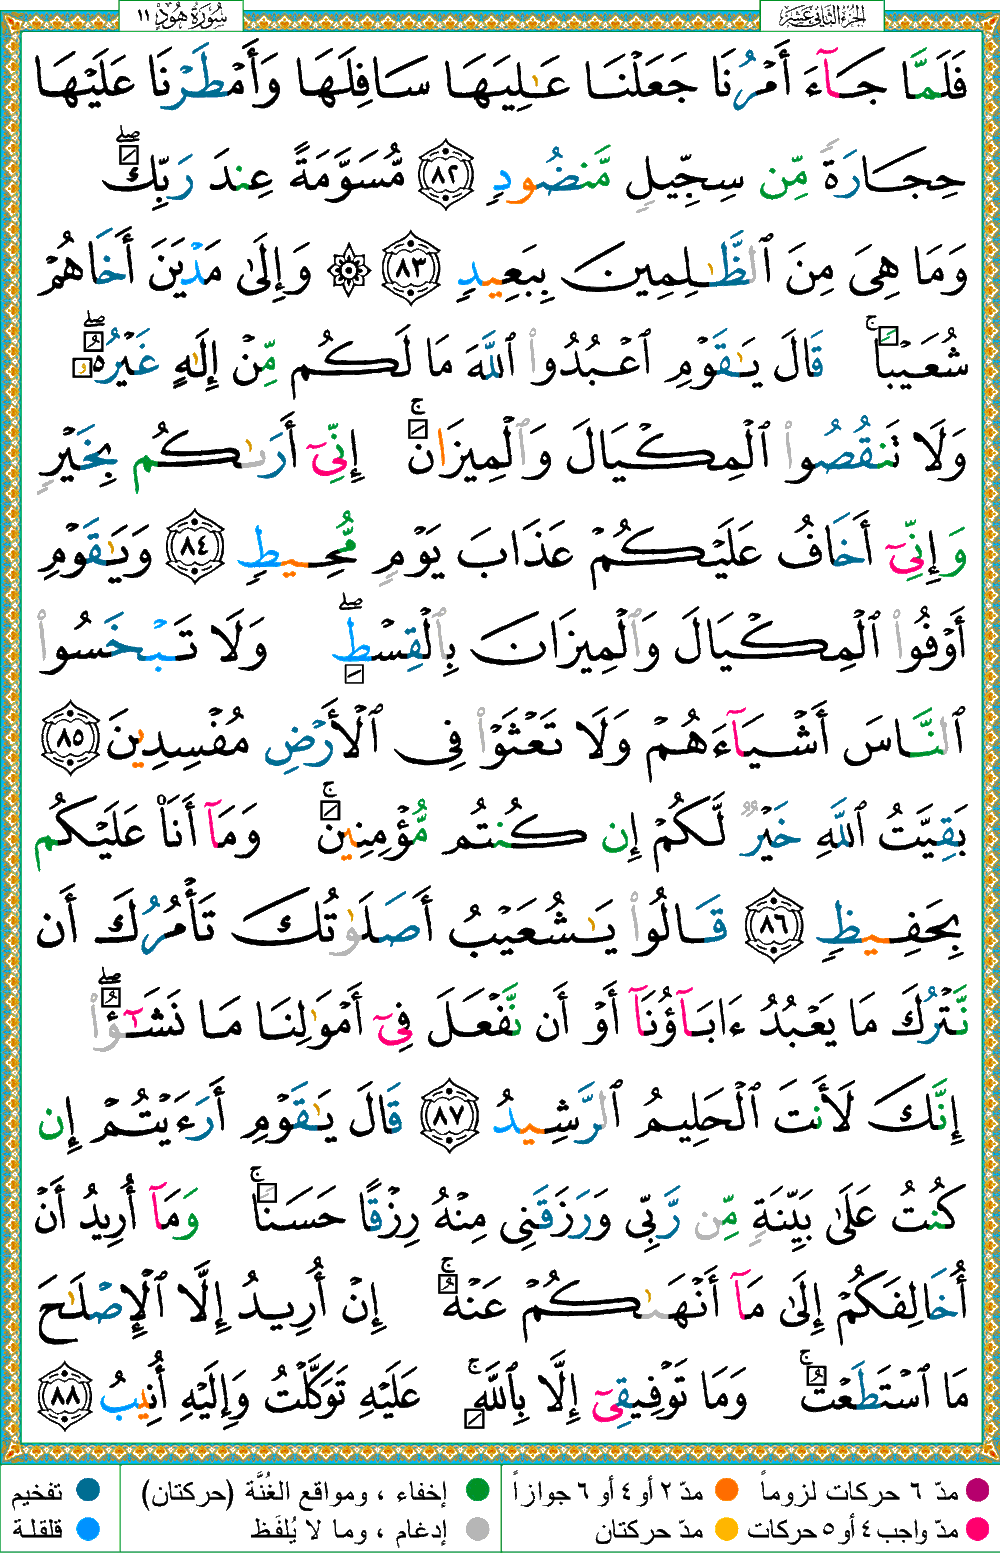 سُورَةُ هُودٍ ١١
الجزء الثاني عشر
فَلَمَّا جَآءَ أَمْرُنَا جَعَلْنَا عَـٰلِيَهَا سَافِلَهَا وَأَمْطَرْنَا عَلَيْهَا
حِجَارَةً مِّن سِجِّيلٍ مَّنضُودٍ ٨٢ مُّسَوَّمَةً عِندَ رَبِّكَ ۖ
وَمَا هِىَ مِنَ ٱلظَّـٰلِمِينَ بِبَعِيدٍ ٨٣ ۞ وَإِلَىٰ مَدْيَنَ أَخَاهُمْ
شُعَيْبًا ۚ قَالَ يَـٰقَوْمِ ٱعْبُدُوا۟ ٱللَّهَ مَا لَكُم مِّنْ إِلَـٰهٍ غَيْرُهُۥ ۖ
وَلَا تَنقُصُوا۟ ٱلْمِكْيَالَ وَٱلْمِيزَانَ ۚ إِنِّىٓ أَرَىٰكُم بِخَيْرٍ
وَإِنِّىٓ أَخَافُ عَلَيْكُمْ عَذَابَ يَوْمٍ مُّحِيطٍ ٨٤ وَيَـٰقَوْمِ
أَوْفُوا۟ ٱلْمِكْيَالَ وَٱلْمِيزَانَ بِٱلْقِسْطِ ۖ وَلَا تَبْخَسُوا۟
ٱلنَّاسَ أَشْيَآءَهُمْ وَلَا تَعْثَوْا۟ فِى ٱلْأَرْضِ مُفْسِدِينَ ٨٥
بَقِيَّتُ ٱللَّهِ خَيْرٌ لَّكُمْ إِن كُنتُم مُّؤْمِنِينَ ۚ وَمَآ أَنَا۠ عَلَيْكُم
بِحَفِيظٍ ٨٦ قَالُوا۟ يَـٰشُعَيْبُ أَصَلَوٰتُكَ تَأْمُرُكَ أَن
نَّتْرُكَ مَا يَعْبُدُ ءَابَآؤُنَآ أَوْ أَن نَّفْعَلَ فِىٓ أَمْوَٰلِنَا مَا نَشَـٰٓؤُا۟ ۖ
إِنَّكَ لَأَنتَ ٱلْحَلِيمُ ٱلرَّشِيدُ ٨٧ قَالَ يَـٰقَوْمِ أَرَءَيْتُمْ إِن
كُنتُ عَلَىٰ بَيِّنَةٍ مِّن رَّبِّى وَرَزَقَنِى مِنْهُ رِزْقًا حَسَنًا ۚ وَمَآ أُرِيدُ أَنْ
أُخَالِفَكُمْ إِلَىٰ مَآ أَنْهَىٰكُمْ عَنْهُ ۚ إِنْ أُرِيدُ إِلَّا ٱلْإِصْلَـٰحَ
مَا ٱسْتَطَعْتُ ۚ وَمَا تَوْفِيقِىٓ إِلَّا بِٱللَّهِ ۚ عَلَيْهِ تَوَكَّلْتُ وَإِلَيْهِ أُنِيبُ ٨٨
مدّ ٦ حركات لزوماً مدّ ٢ أو ٤ أو ٦ جوازاً إخفاء ، ومواقع الغُنَّة (حركتان) تفخيم
مدّ واجب ٤ أو ٥ حركات مدّ حركتان إدغام ، وما لا يُلفَظ قلقلة